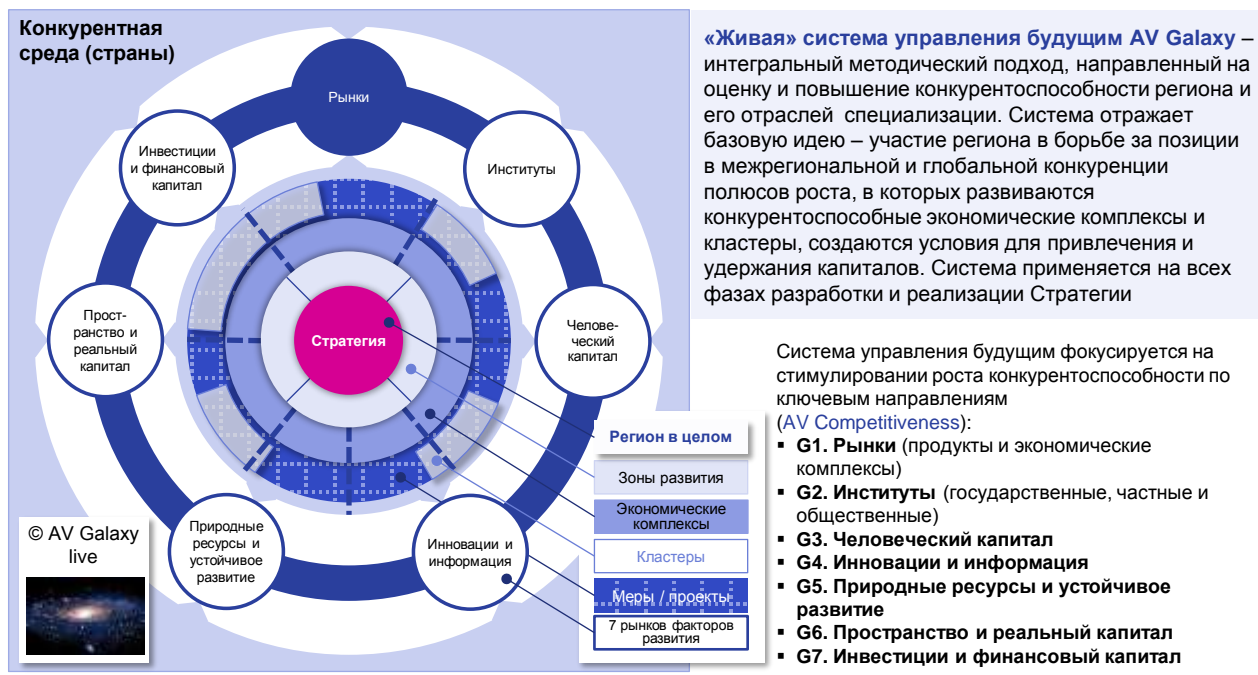 Конкурентная
среда (страны)
Рынки
Институты
Челове-
ческий
капитал
Инновации и
информация
Природные
ресурсы и
устойчивое
развитие
Прост-
ранство и
реальный
капитал
Инвестиции
и финансовый
капитал
Стратегия
© AV Galaxy
live
Регион в целом
Зоны развития
Экономические
комплексы
Кластеры
Меры / проекты
7 рынков факторов
развития
«Живая» система управления будущим AV Galaxy –
интегральный методический подход, направленный на
оценку и повышение конкурентоспособности региона и
его отраслей специализации. Система отражает
базовую идею – участие региона в борьбе за позиции
в межрегиональной и глобальной конкуренции
полюсов роста, в которых развиваются
конкурентоспособные экономические комплексы и
кластеры, создаются условия для привлечения и
удержания капиталов. Система применяется на всех
фазах разработки и реализации Стратегии
Система управления будущим фокусируется на
стимулировании роста конкурентоспособности по
ключевым направлениям
(AV Competitiveness):
▪ G1. Рынки (продукты и экономические
комплексы)
▪ G2. Институты (государственные, частные и
общественные)
▪ G3. Человеческий капитал
▪ G4. Инновации и информация
▪ G5. Природные ресурсы и устойчивое
развитие
▪ G6. Пространство и реальный капитал
▪ G7. Инвестиции и финансовый капитал